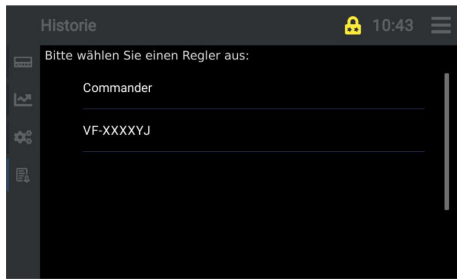 Historie
10:43
Bitte wählen Sie einen Regler aus:
Commander
VF-XXXXYJ